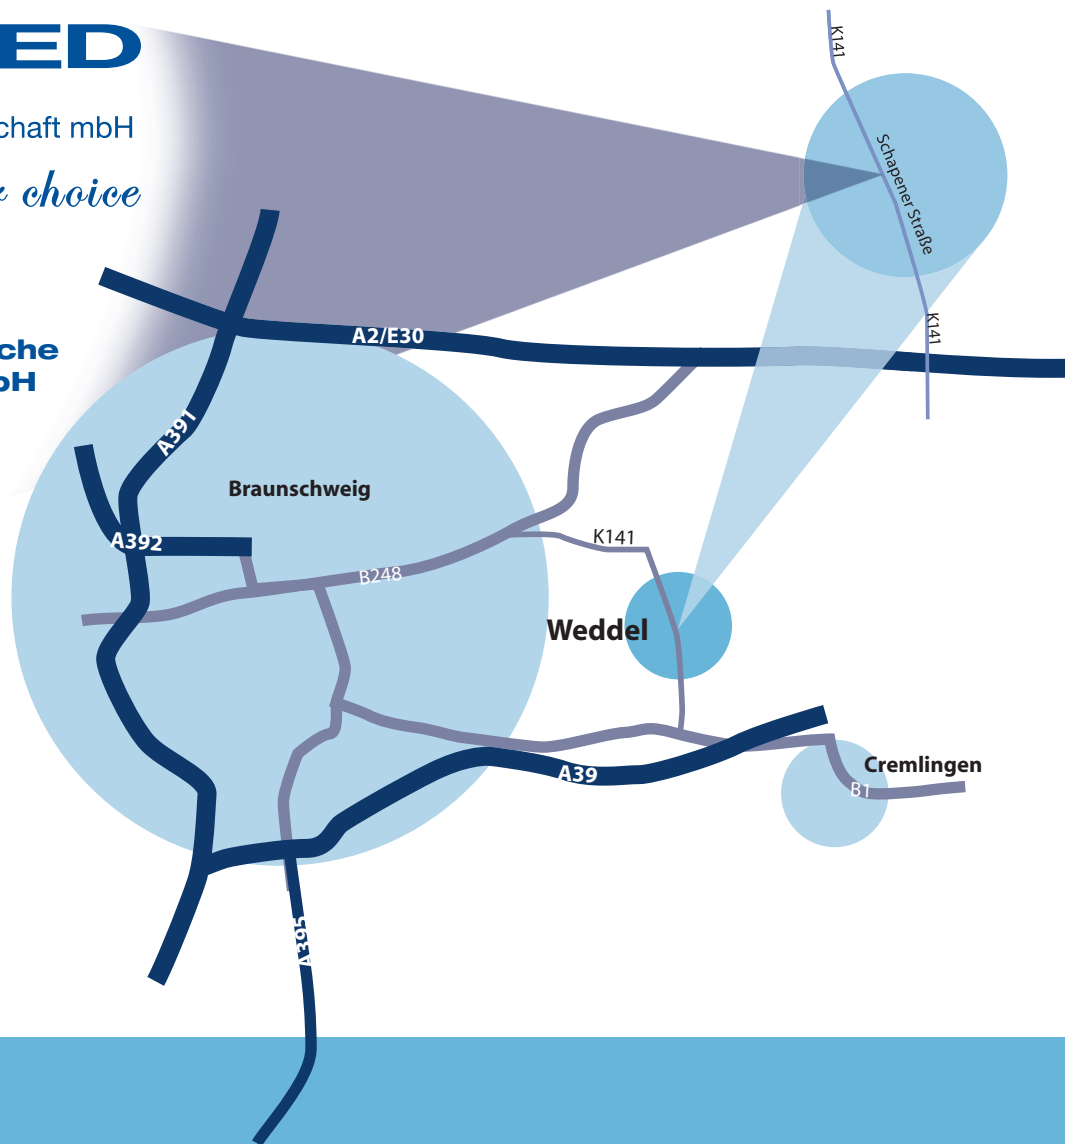 ED
chaft mbH
choice
che
bH
K141
Schapener Straße
K141
A2/E30
A391
Braunschweig
A392
K141
B248
Weddel
A39
Cremlingen
B1
A395